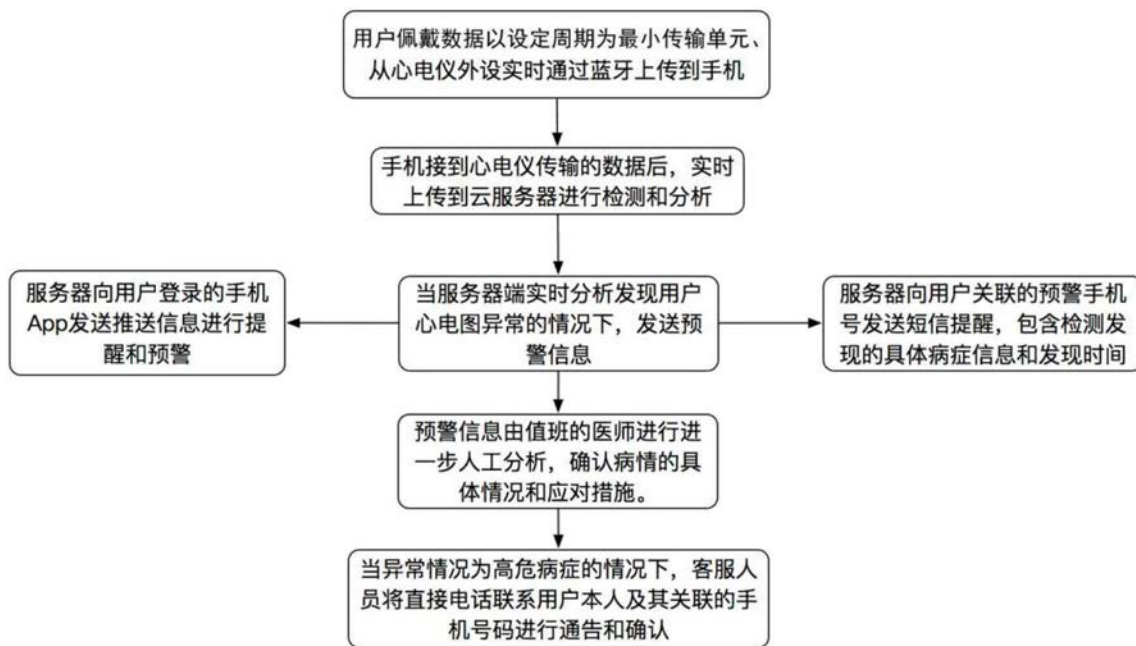 用户佩戴数据以设定周期为最小传输单元、
从心电仪外设实时通过蓝牙上传到手机
手机接到心电仪传输的数据后，实时
上传到云服务器进行检测和分析
服务器向用户登录的手机
App发送推送信息进行提
醒和预警
当服务器端实时分析发现用户
心电图异常的情况下，发送预
警信息
服务器向用户关联的预警手机
号发送短信提醒，包含检测发
现的具体病症信息和发现时间
预警信息由值班的医师进行进
一步人工分析，确认病情的具
体情况和应对措施。
当异常情况为高危病症的情况下，客服人
员将直接电话联系用户本人及其关联的手
机号码进行通告和确认